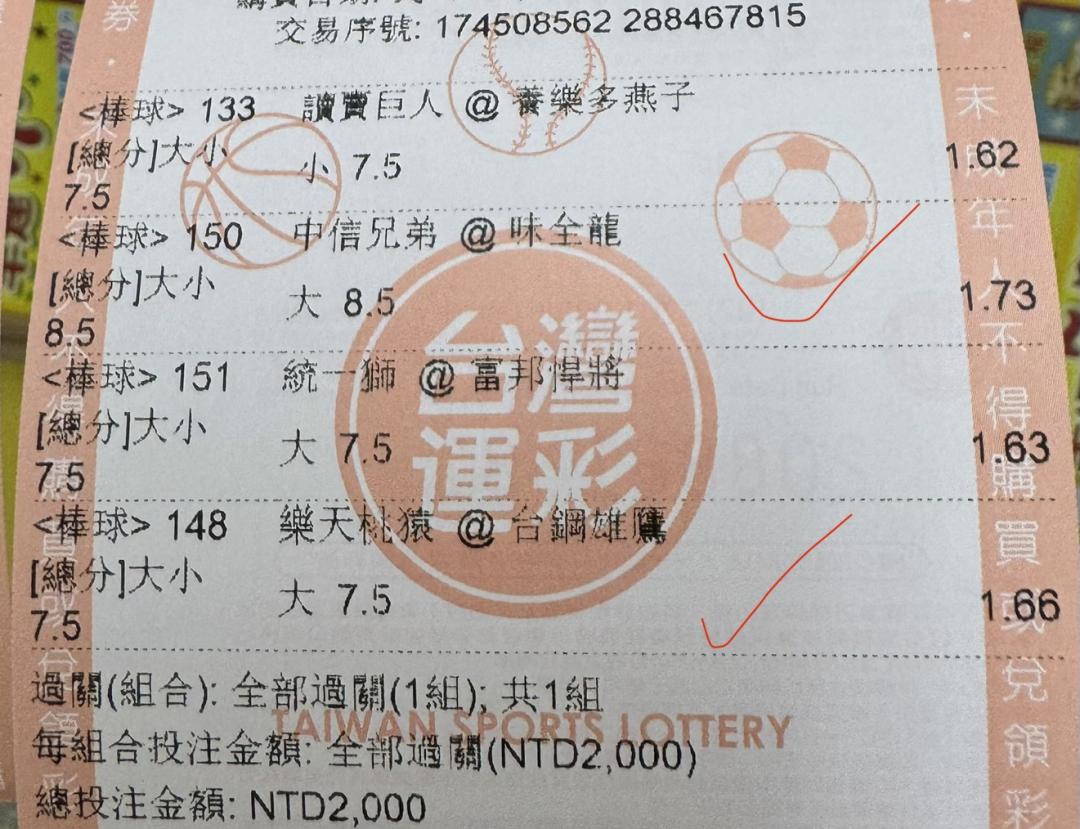 交易序號: 174508562 288467815
<棒球> 133 讀賣巨人 @ 養樂多燕子
[總分]大小 小 7.5 1.62
7.5
<棒球> 150 中信兄弟 @ 味全龍
[總分]大小 大 8.5 1.73
8.5
<棒球> 151 統一獅 @ 富邦悍將
[總分]大小 大 7.5 1.63
7.5
<棒球> 148 樂天桃猿 @ 台鋼雄鷹
[總分]大小 大 7.5 1.66
7.5
過關(組合): 全部過關(1組); 共1組
每組合投注金額: 全部過關(NTD2,000)
總投注金額: NTD2,000
台灣
運彩
TAIWAN SPORTS LOTTERY
券．
．未成年人不得購買或兌領彩
700